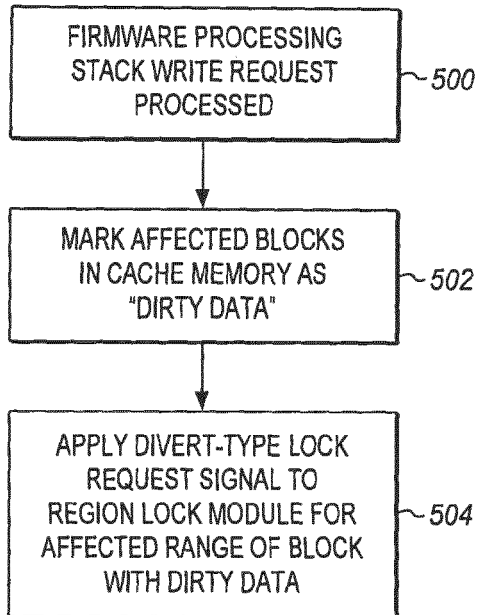 FIRMWARE PROCESSING
STACK WRITE REQUEST
PROCESSED
500
MARK AFFECTED BLOCKS
IN CACHE MEMORY AS
"DIRTY DATA"
502
APPLY DIVERT-TYPE LOCK
REQUEST SIGNAL TO
REGION LOCK MODULE FOR
AFFECTED RANGE OF BLOCK
WITH DIRTY DATA
504